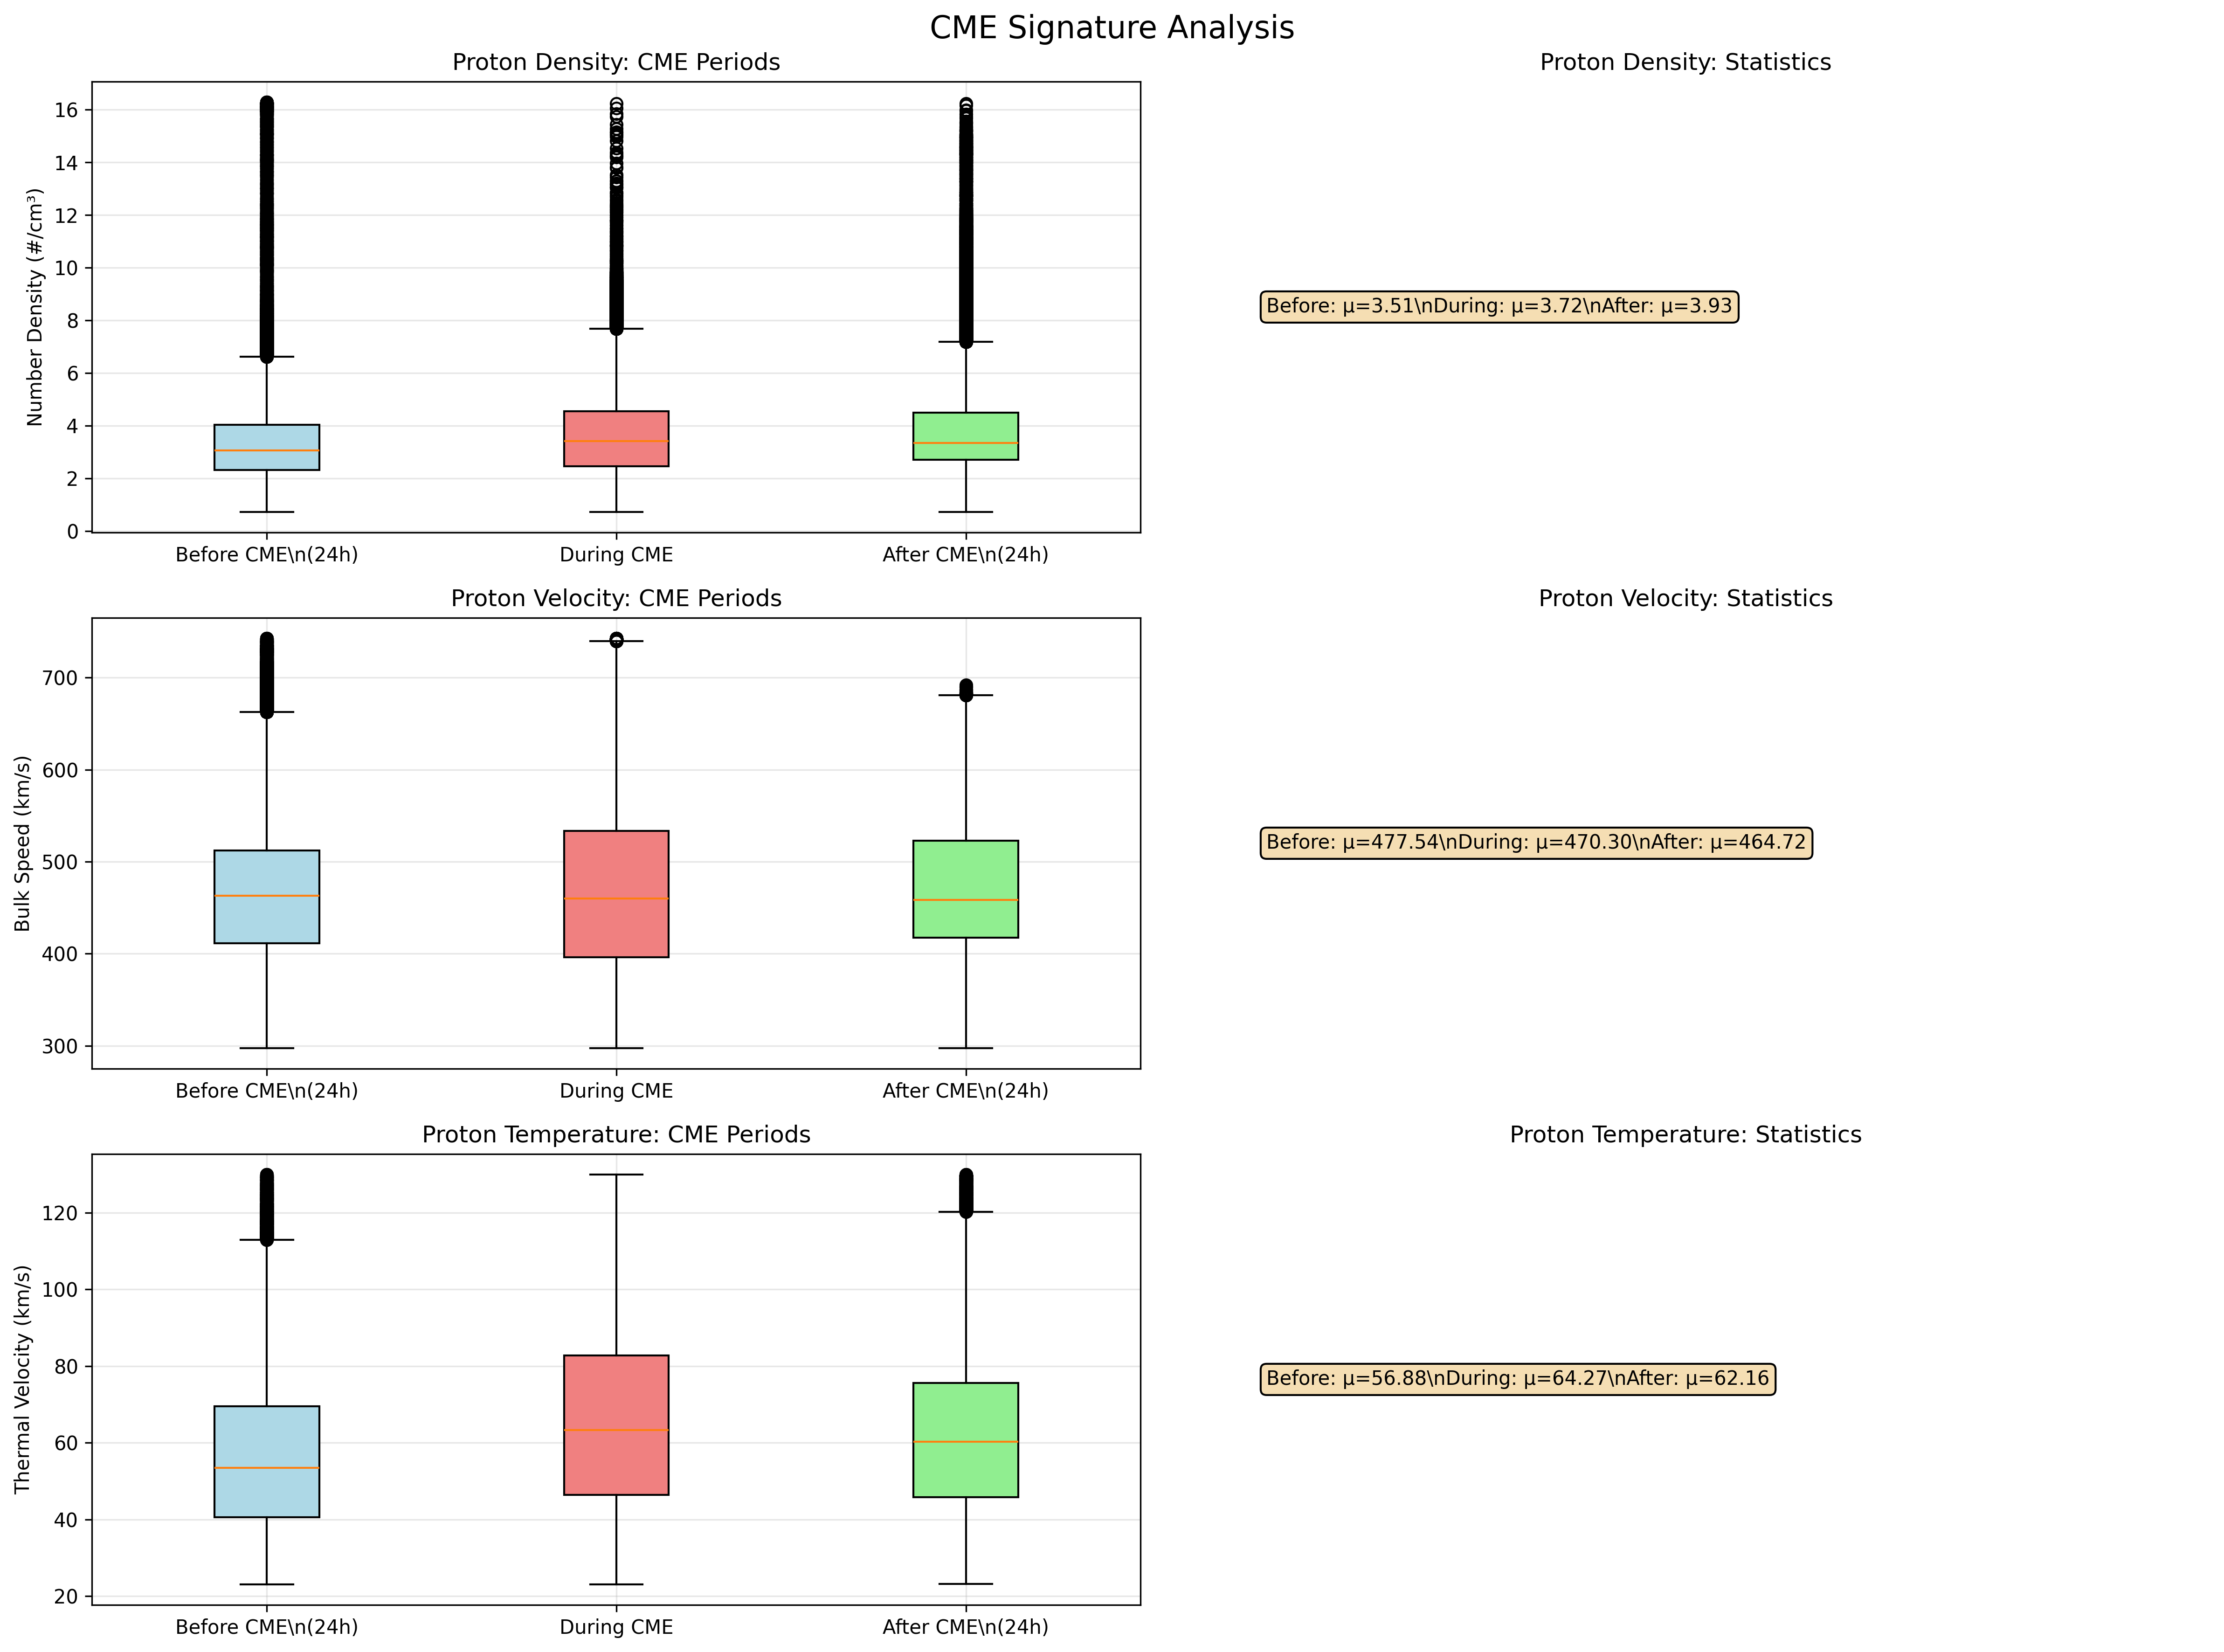 CME Signature Analysis
Proton Density: CME Periods
Number Density (#/cm³)
16
14
12
10
8
6
4
2
0
Before CME\n(24h)
During CME
After CME\n(24h)
Proton Density: Statistics
Before: μ=3.51\nDuring: μ=3.72\nAfter: μ=3.93
Proton Velocity: CME Periods
Bulk Speed (km/s)
700
600
500
400
300
Before CME\n(24h)
During CME
After CME\n(24h)
Proton Velocity: Statistics
Before: μ=477.54\nDuring: μ=470.30\nAfter: μ=464.72
Proton Temperature: CME Periods
Thermal Velocity (km/s)
120
100
80
60
40
20
Before CME\n(24h)
During CME
After CME\n(24h)
Proton Temperature: Statistics
Before: μ=56.88\nDuring: μ=64.27\nAfter: μ=62.16